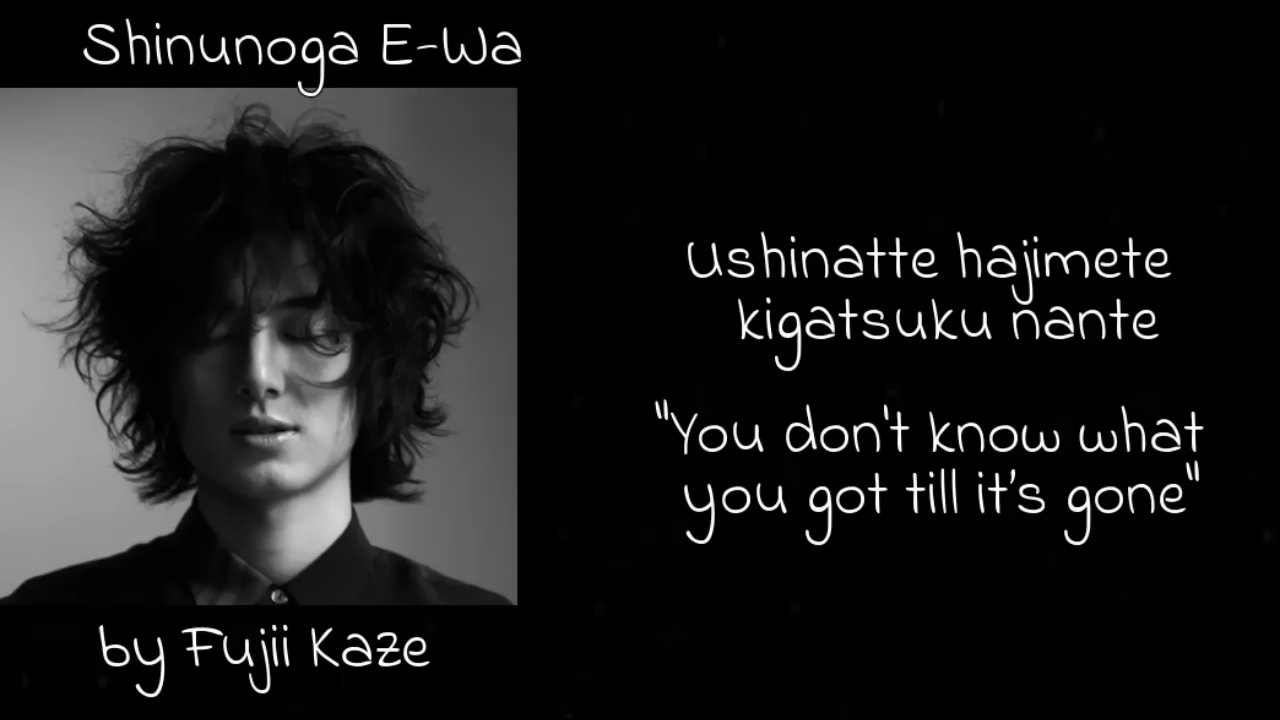 Shinunoga E-Wa
Ushinatte hajimete
kigatsuku nante
"You don't know what
you got till it's gone"
by Fujii Kaze